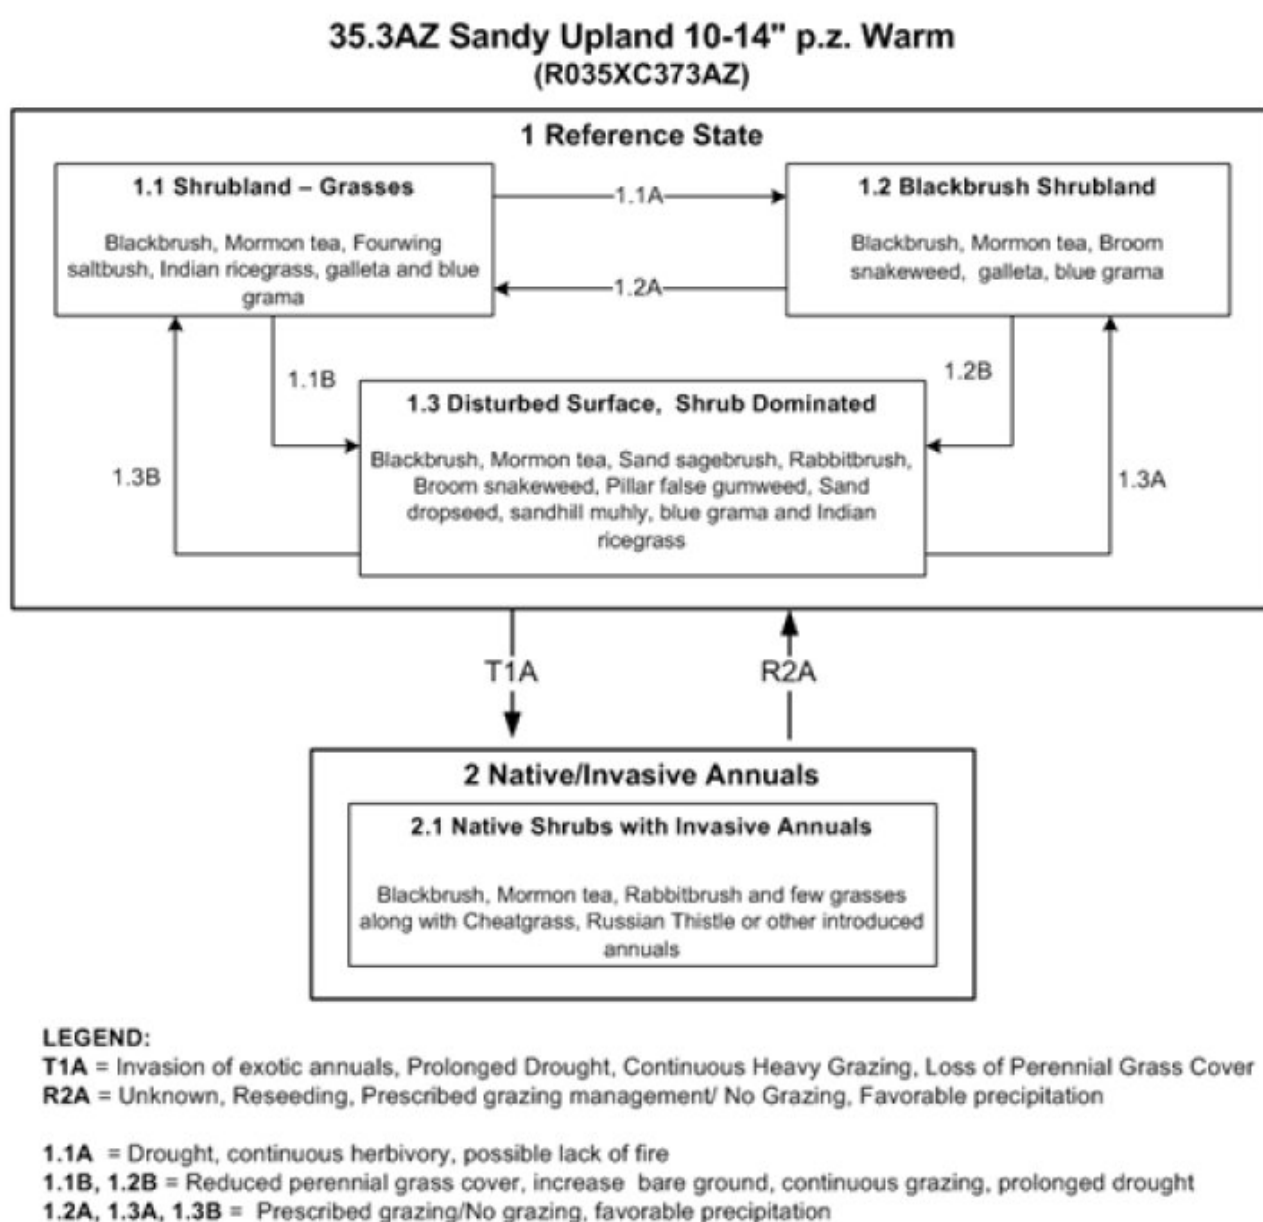 35.3AZ Sandy Upland 10-14" p.z. Warm
(R035XC373AZ)
1 Reference State
1.1 Shrubland – Grasses
Blackbrush, Mormon tea, Fourwing
saltbush, Indian ricegrass, galleta and blue
grama
1.1A
1.2A
1.2 Blackbrush Shrubland
Blackbrush, Mormon tea, Broom
snakeweed, galleta, blue grama
1.1B
1.2B
1.3B
1.3A
1.3 Disturbed Surface, Shrub Dominated
Blackbrush, Mormon tea, Sand sagebrush, Rabbitbrush,
Broom snakeweed, Pillar false gumweed, Sand
dropseed, sandhill muhly, blue grama and Indian
ricegrass
T1A
R2A
2 Native/Invasive Annuals
2.1 Native Shrubs with Invasive Annuals
Blackbrush, Mormon tea, Rabbitbrush and few grasses
along with Cheatgrass, Russian Thistle or other introduced
annuals
LEGEND:
T1A = Invasion of exotic annuals, Prolonged Drought, Continuous Heavy Grazing, Loss of Perennial Grass Cover
R2A = Unknown, Reseeding, Prescribed grazing management/ No Grazing, Favorable precipitation
1.1A = Drought, continuous herbivory, possible lack of fire
1.1B, 1.2B = Reduced perennial grass cover, increase bare ground, continuous grazing, prolonged drought
1.2A, 1.3A, 1.3B = Prescribed grazing/No grazing, favorable precipitation